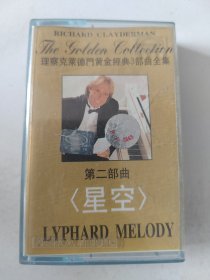 RICHARD CLAYDERMAN
The Golden Collection
理察克萊德門黃金經典3部曲全集
第二部曲
〈星空〉
LYPHARD MELODY